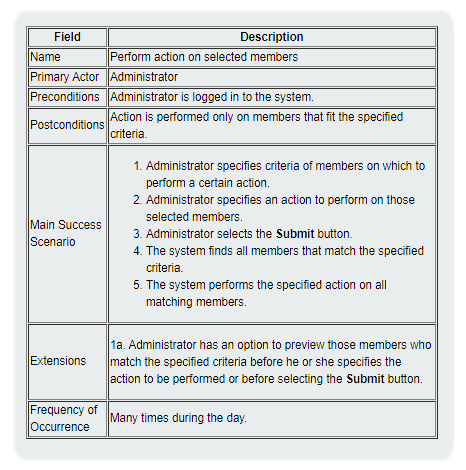 Field Description
Name Perform action on selected members
Primary Actor Administrator
Preconditions Administrator is logged in to the system.
Postconditions Action is performed only on members that fit the specified
criteria.
Main Success
Scenario
1. Administrator specifies criteria of members on which to
perform a certain action.
2. Administrator specifies an action to perform on those
selected members.
3. Administrator selects the Submit button.
4. The system finds all members that match the specified
criteria.
5. The system performs the specified action on all
matching members.
Extensions
1a. Administrator has an option to preview those members who
match the specified criteria before he or she specifies the
action to be performed or before selecting the Submit button.
Frequency of
Occurrence
Many times during the day.